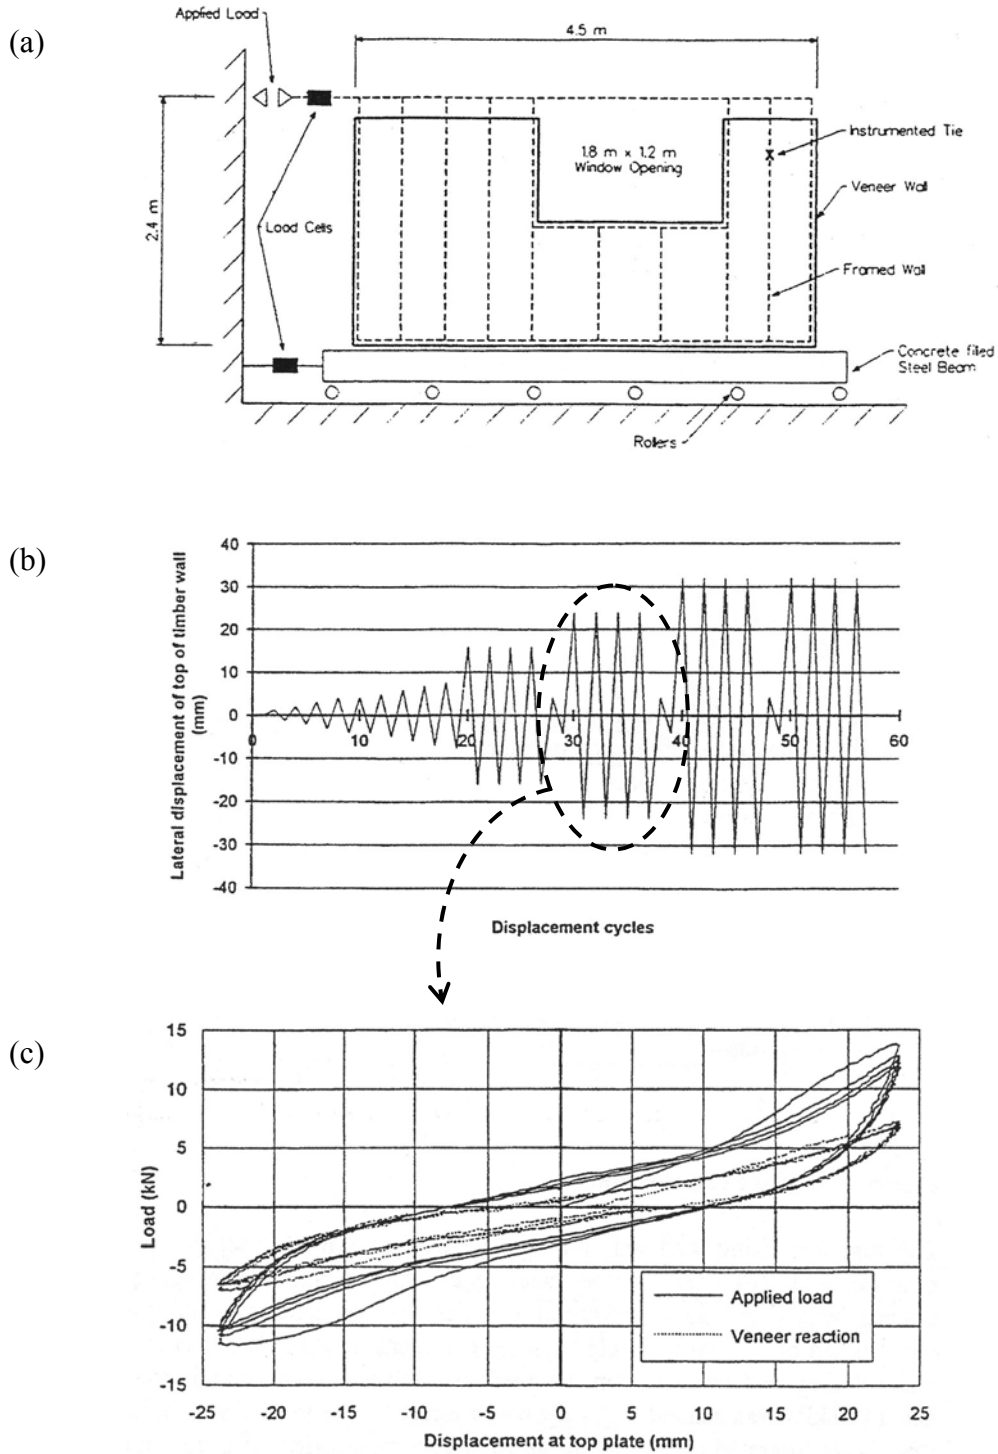 (a)
Applied Load
4.5 m
2.4 m
1.8 m x 1.2 m
Window Opening
Instrumented Tie
Veneer Wall
Load Cells
Framed Wall
Concrete filled
Steel Beam
Rollers
(b)
Lateral displacement of top of timber wall
(mm)
40
30
20
10
0
-10
-20
-30
-40
0
10
20
30
40
50
60
Displacement cycles
(c)
Load (kN)
15
10
5
0
-5
-10
-15
Applied load
Veneer reaction
-25
-20
-15
-10
-5
0
5
10
15
20
25
Displacement at top plate (mm)